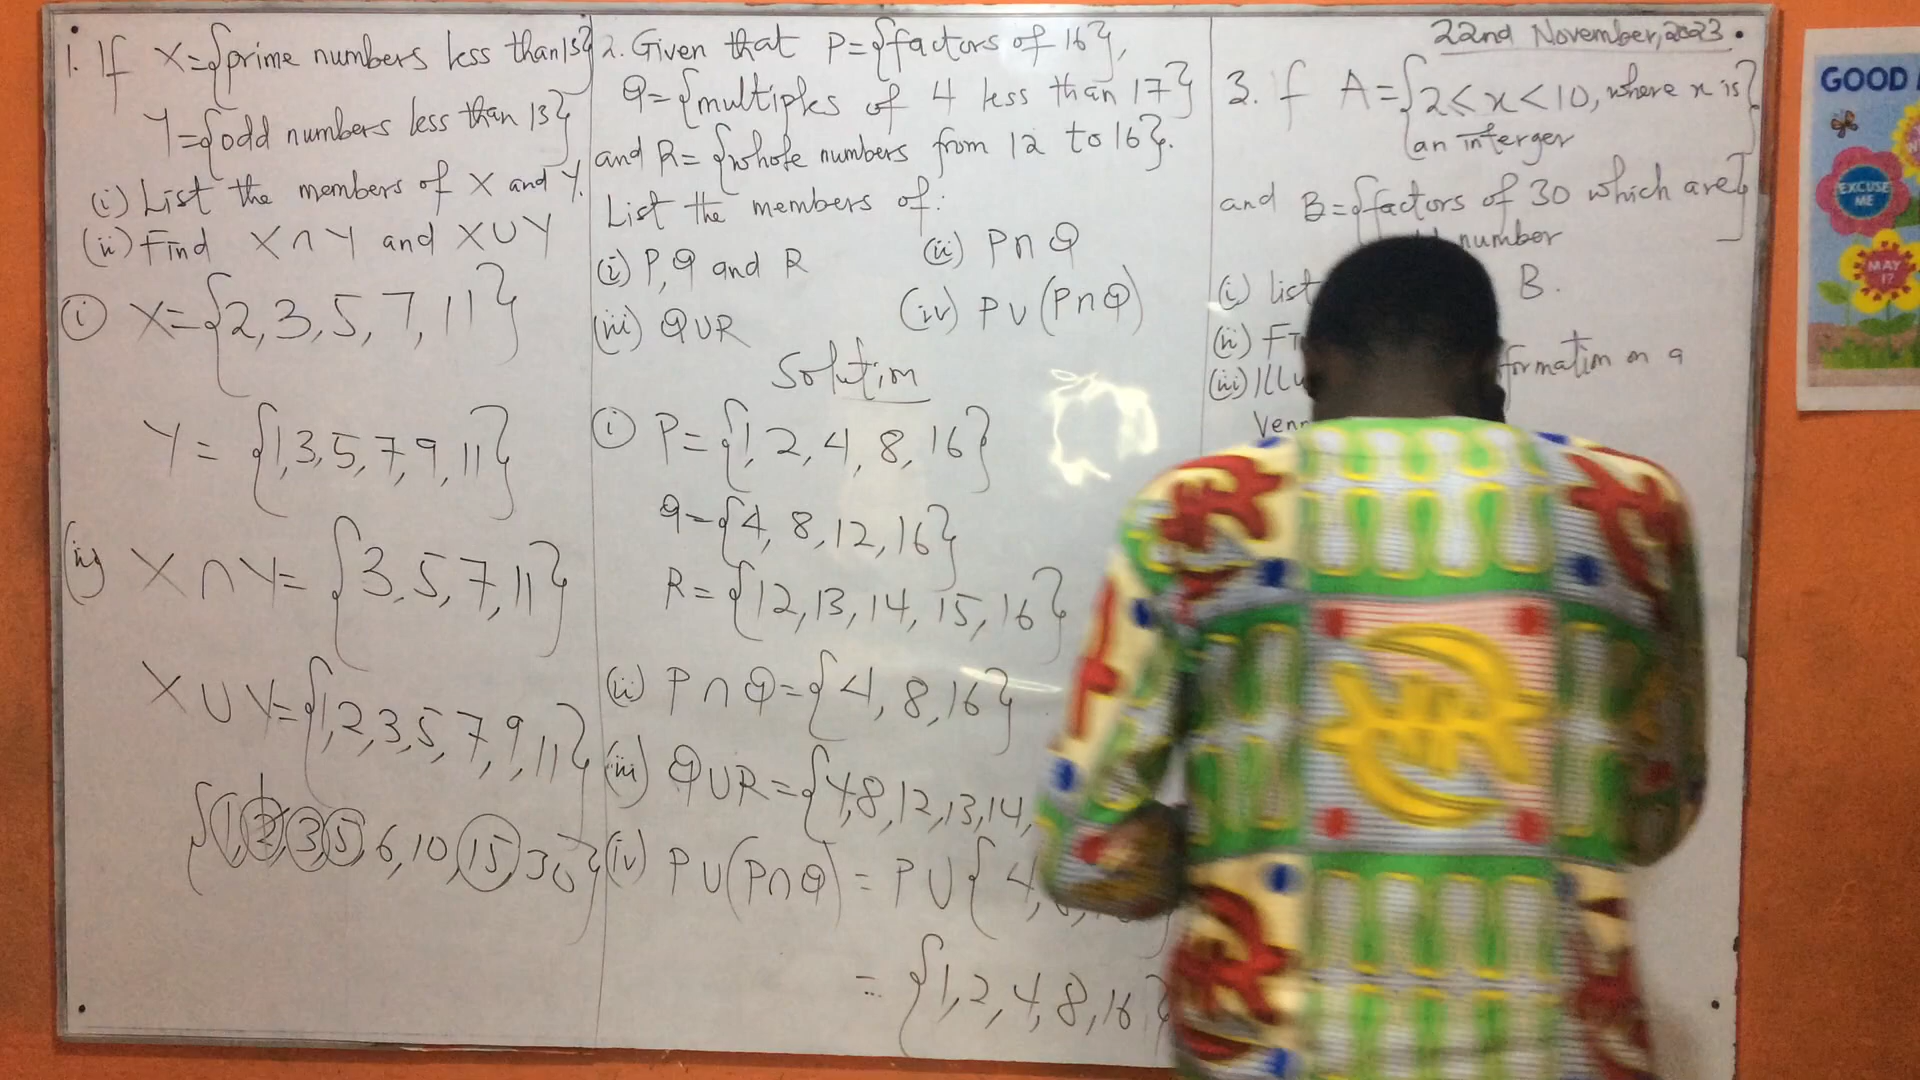 1. If X={prime numbers less than 13}
Y={odd numbers less than 13}
(i) List the members of X and Y.
(ii) Find X∩Y and X∪Y
(i) X={2,3,5,7,11}
Y={1,3,5,7,9,11}
(ii) X∩Y={3,5,7,11}
X∪Y={1,2,3,5,7,9,11}
{1,2,3,5,6,10,15,30}
2. Given that P={factors of 16},
Q={multiples of 4 less than 17}
and R={whole numbers from 12 to 16}.
List the members of:
(i) P,Q and R (ii) P∩Q
(iii) Q∪R (iv) P∪(P∩Q)
Solution
(i) P={1,2,4,8,16}
Q={4,8,12,16}
R={12,13,14,15,16}
(ii) P∩Q={4,8,16}
(iii) Q∪R={4,8,12,13,14,
(iv) P∪(P∩Q)=P∪{4,
={1,2,4,8,16}
22nd November,2023.
3. f A={2<x<10, where x is}
an interger
and B={factors of 30 which are}
number
(i) list B.
(ii)
(iii) on a
GOOD
EXCUSE
ME
MAY
I?